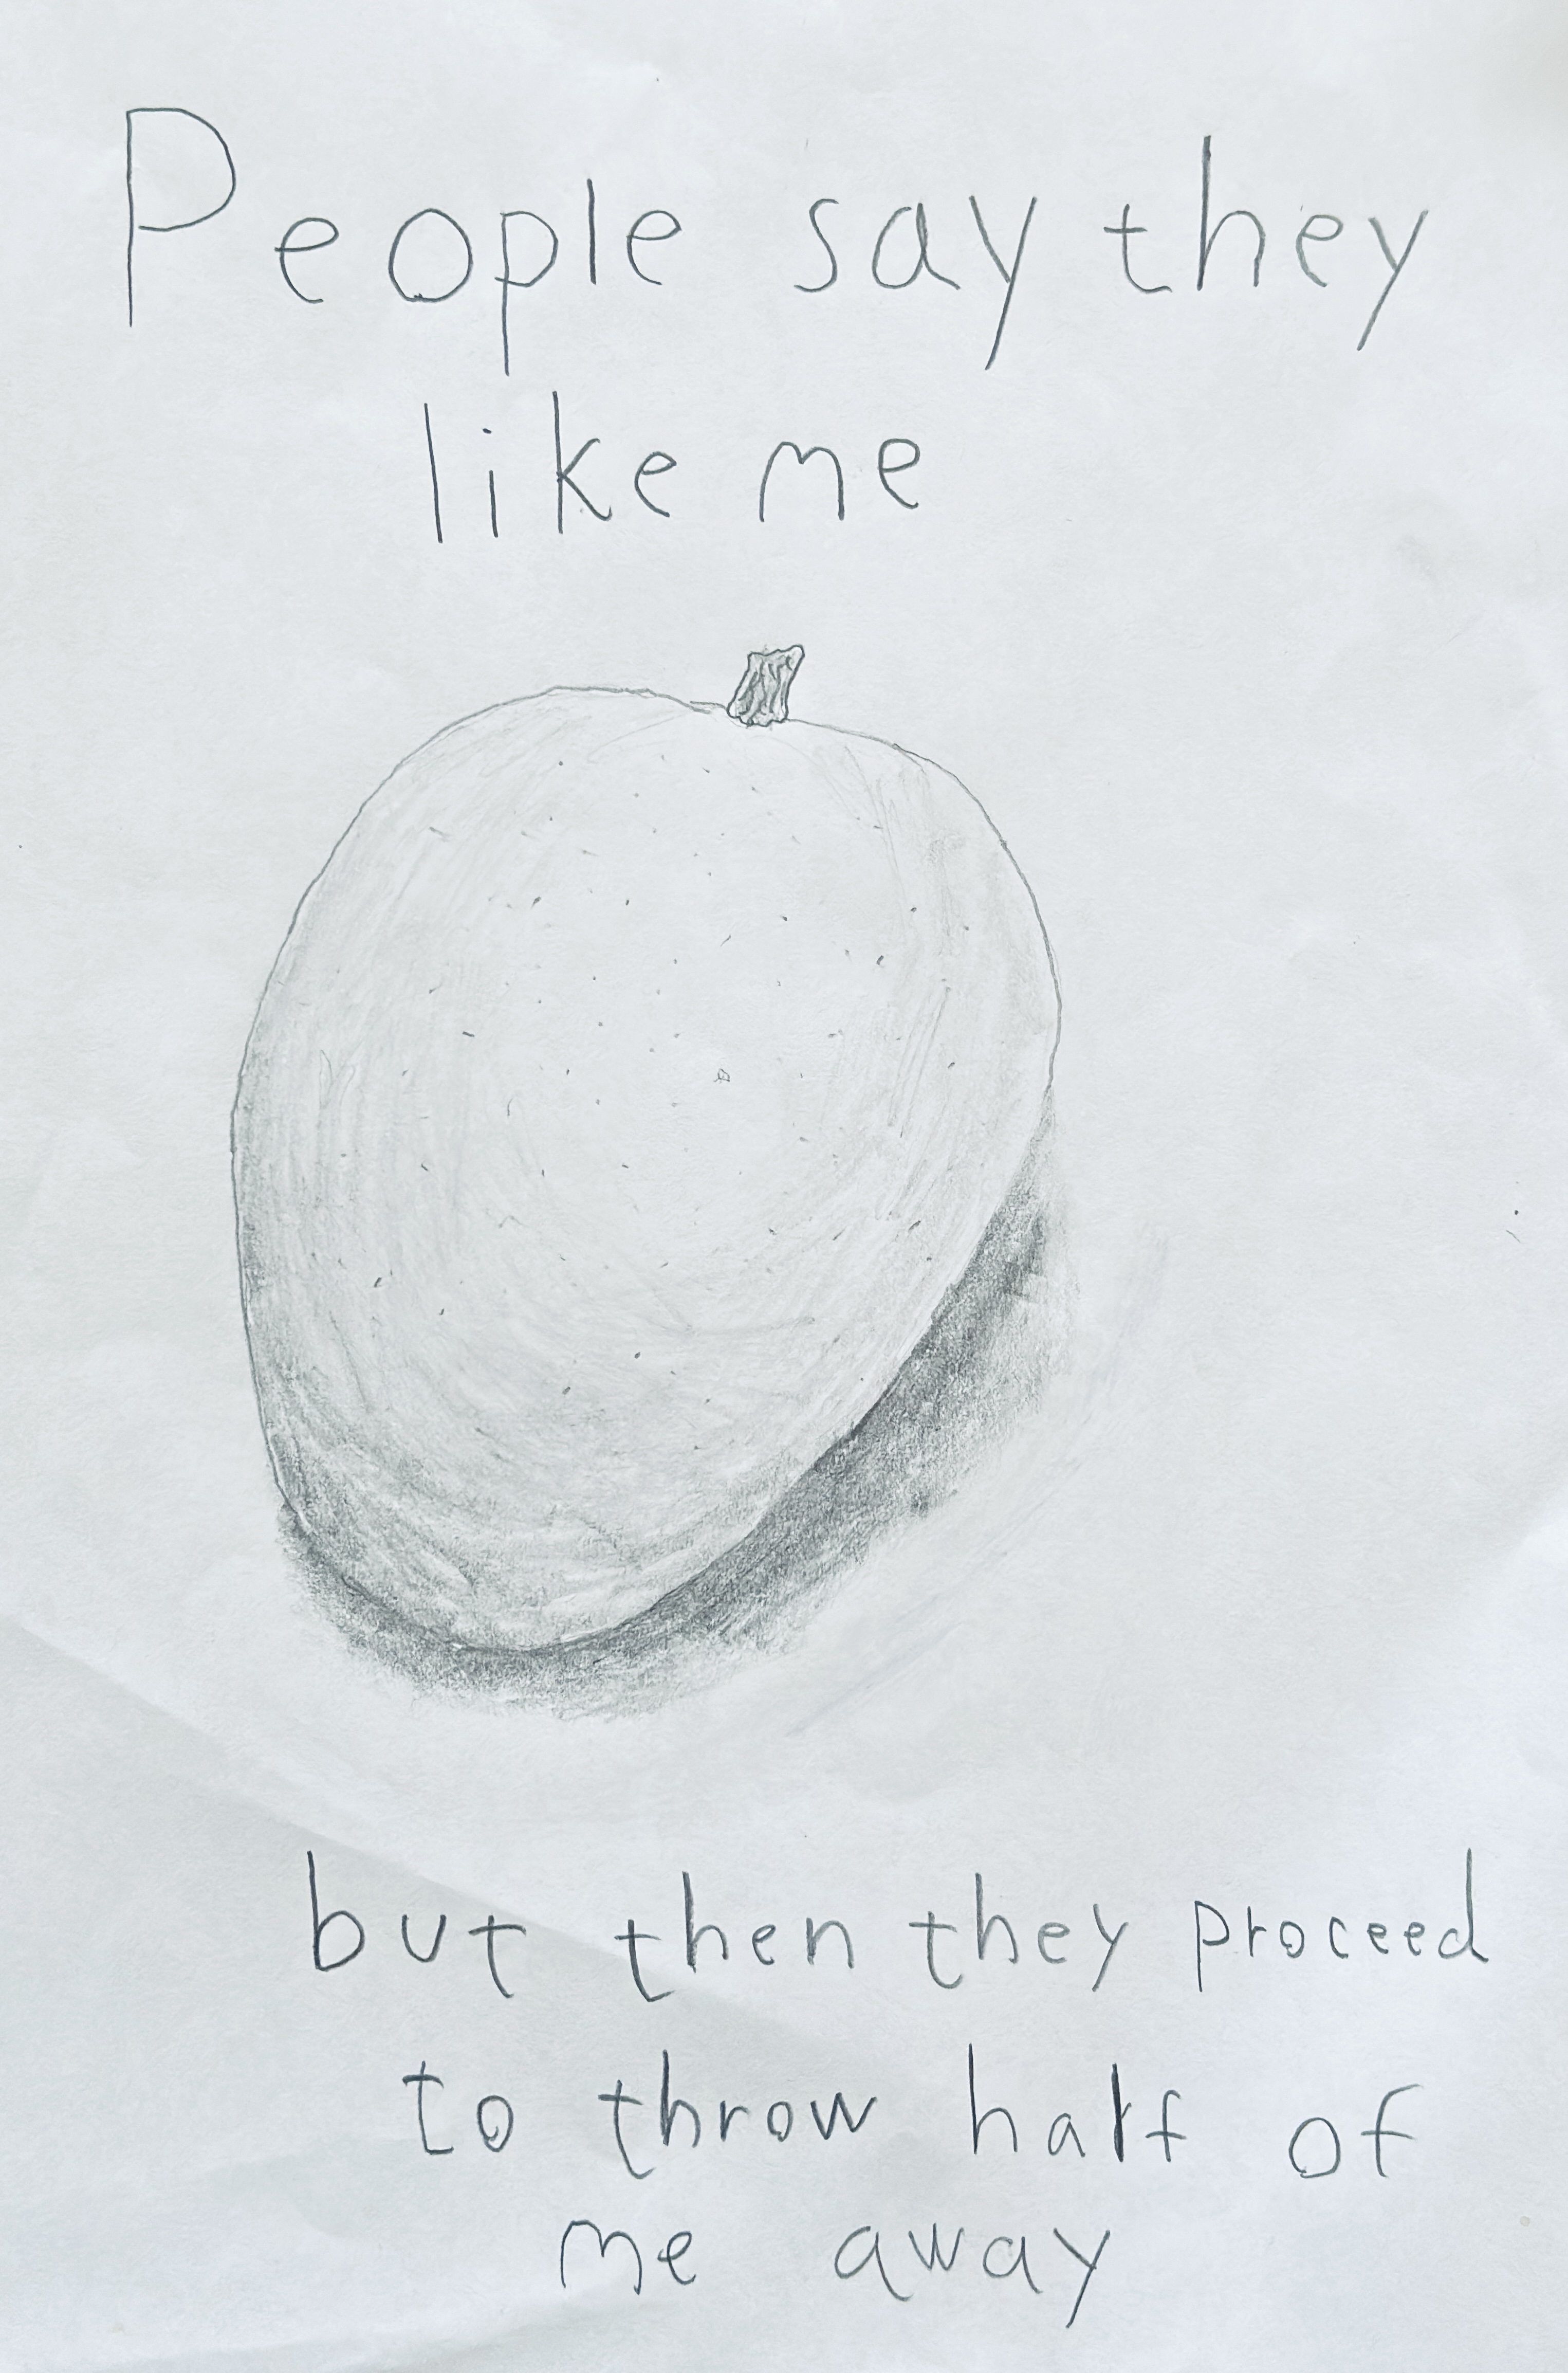 People say they
like me
but then they proceed
to throw half of
me away